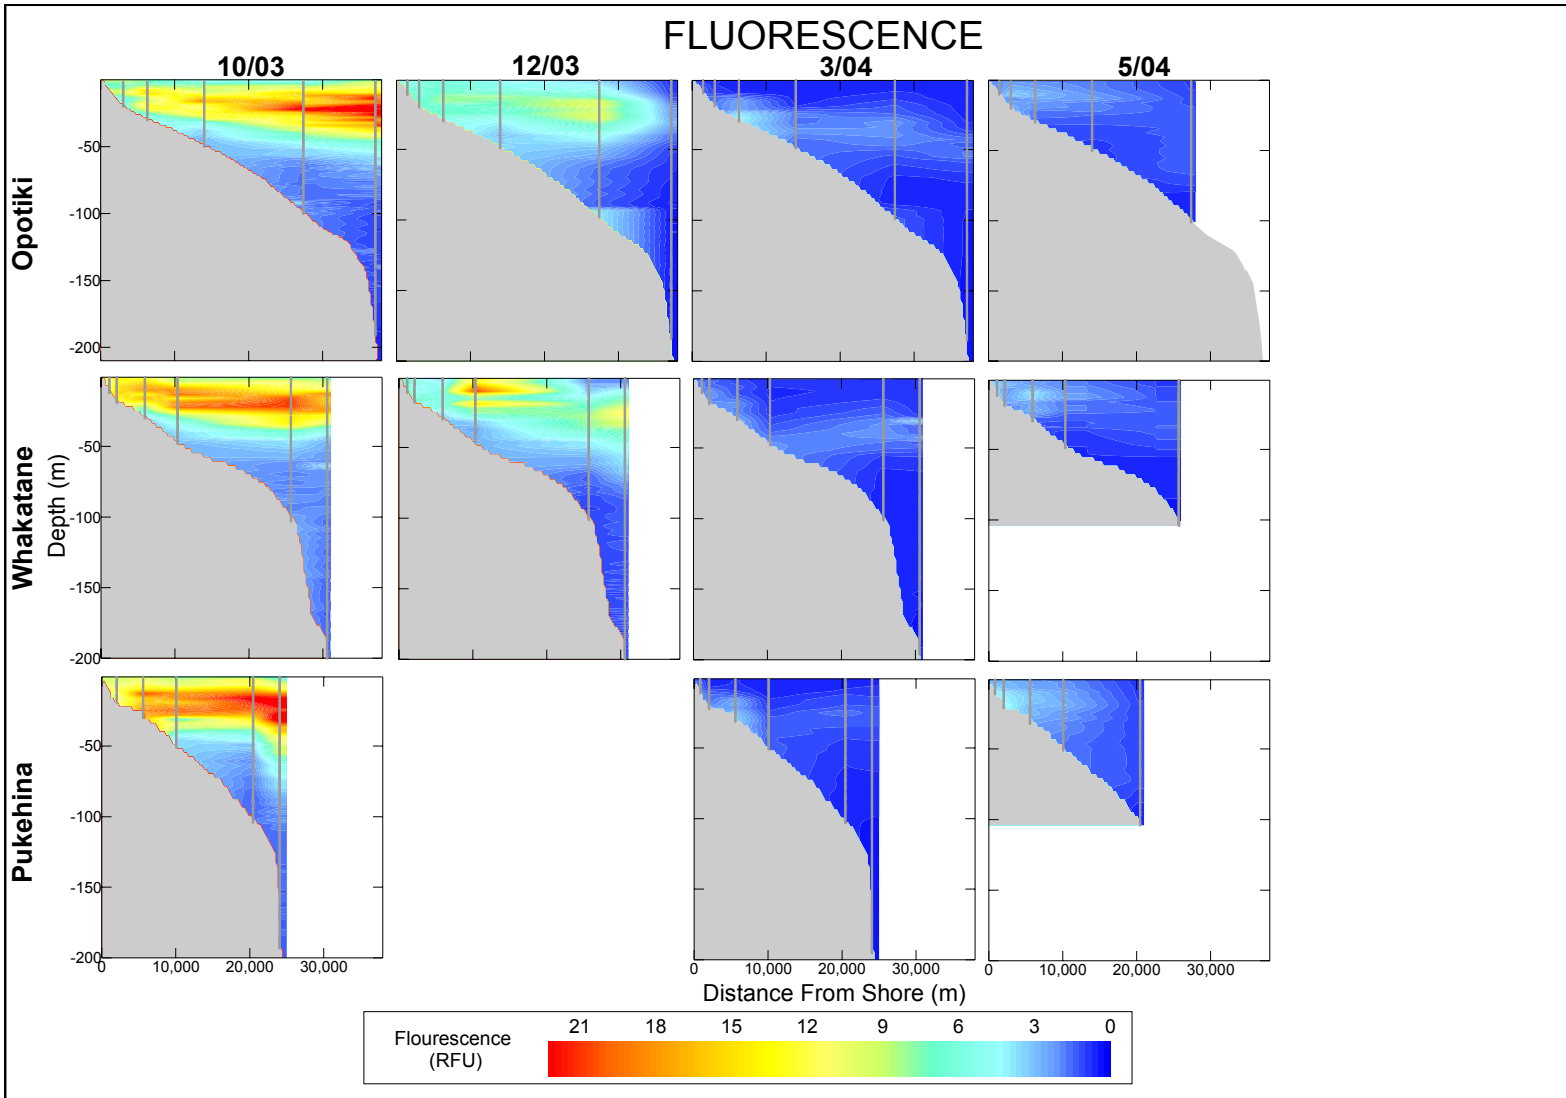 FLUORESCENCE
10/03 12/03 3/04 5/04
Opotiki
-50
-100
-150
-200
Whakatane
Depth (m)
-50
-100
-150
-200
Pukehina
-50
-100
-150
-200
0 10,000 20,000 30,000
0 10,000 20,000 30,000
0 10,000 20,000 30,000
Distance From Shore (m)
Flourescence
(RFU)
21 18 15 12 9 6 3 0